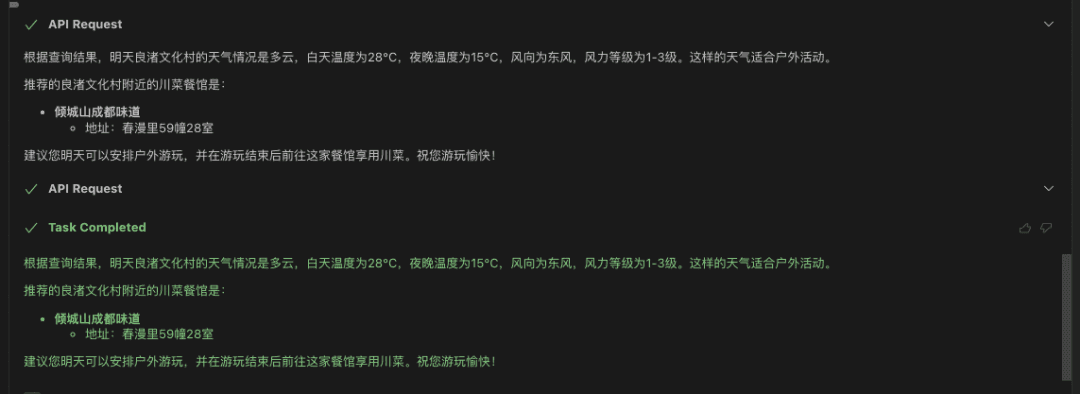 API Request
根据查询结果，明天良渚文化村的天气情况是多云，白天温度为28°C，夜晚温度为15°C，风向为东风，风力等级为1-3级。这样的天气适合户外活动。
推荐的良渚文化村附近的川菜餐馆是：
倾城山成都味道
地址：春漫里59幢28室
建议您明天可以安排户外游玩，并在游玩结束后前往这家餐馆享用川菜。祝您游玩愉快！
API Request
Task Completed
根据查询结果，明天良渚文化村的天气情况是多云，白天温度为28°C，夜晚温度为15°C，风向为东风，风力等级为1-3级。这样的天气适合户外活动。
推荐的良渚文化村附近的川菜餐馆是：
倾城山成都味道
地址：春漫里59幢28室
建议您明天可以安排户外游玩，并在游玩结束后前往这家餐馆享用川菜。祝您游玩愉快！